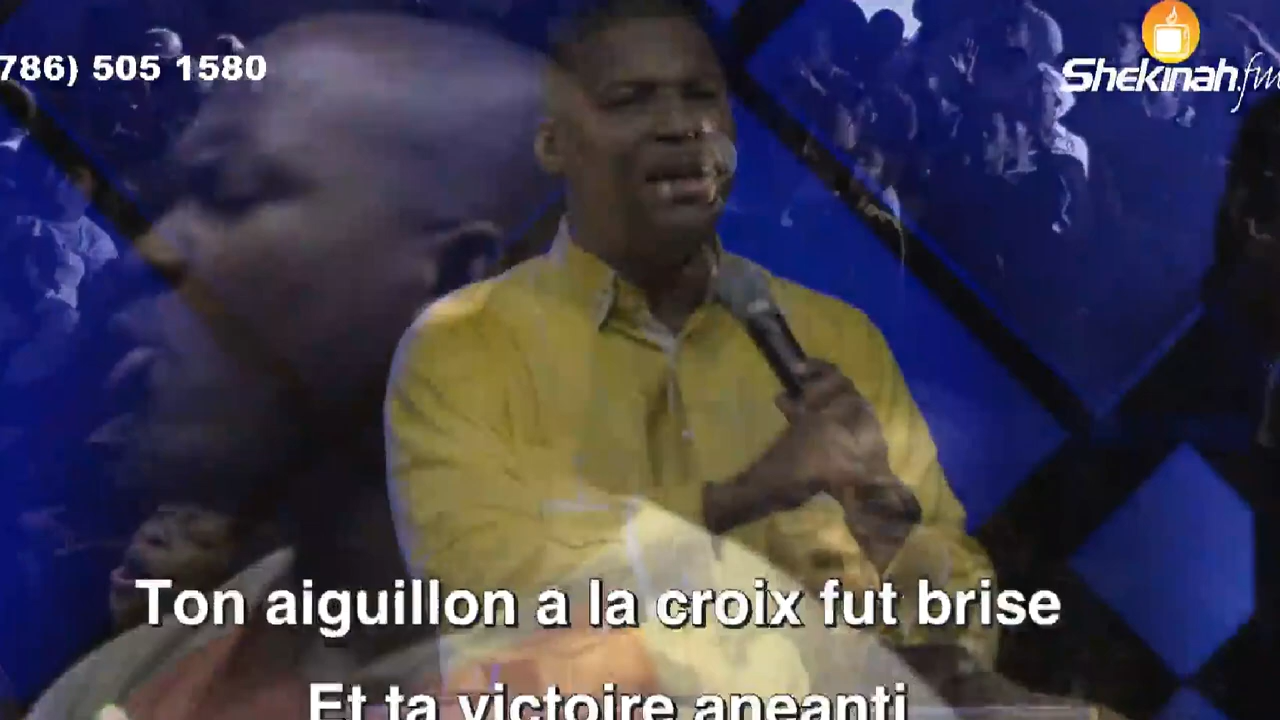 786) 505 1580
Shekinah.fm
Ton aiguillon a la croix fut brise
Et ta victoire aneanti